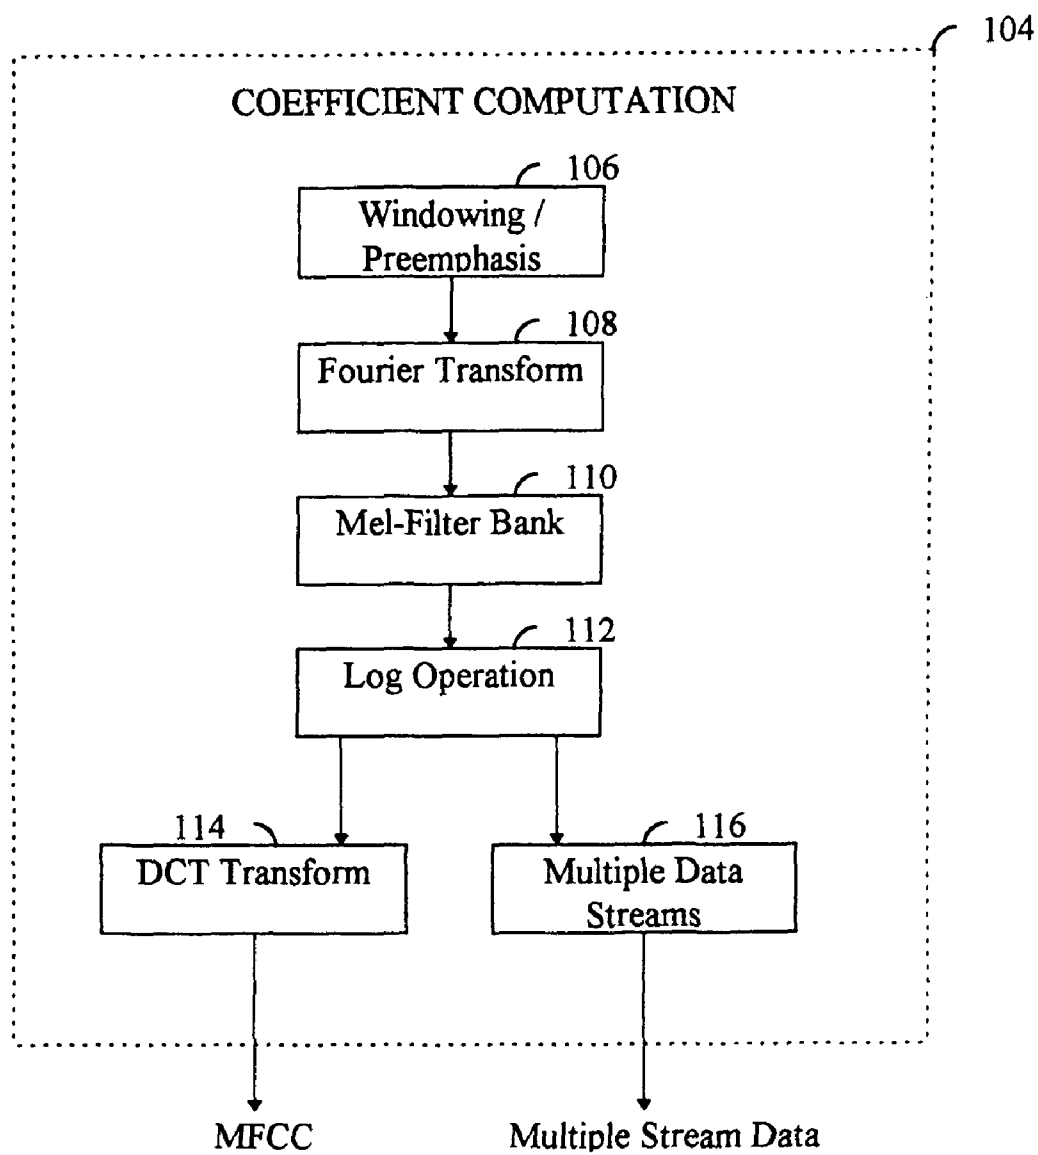 104
COEFFICIENT COMPUTATION
106
Windowing /
Preemphasis
108
Fourier Transform
110
Mel-Filter Bank
112
Log Operation
114
DCT Transform
116
Multiple Data
Streams
MFCC
Multiple Stream Data